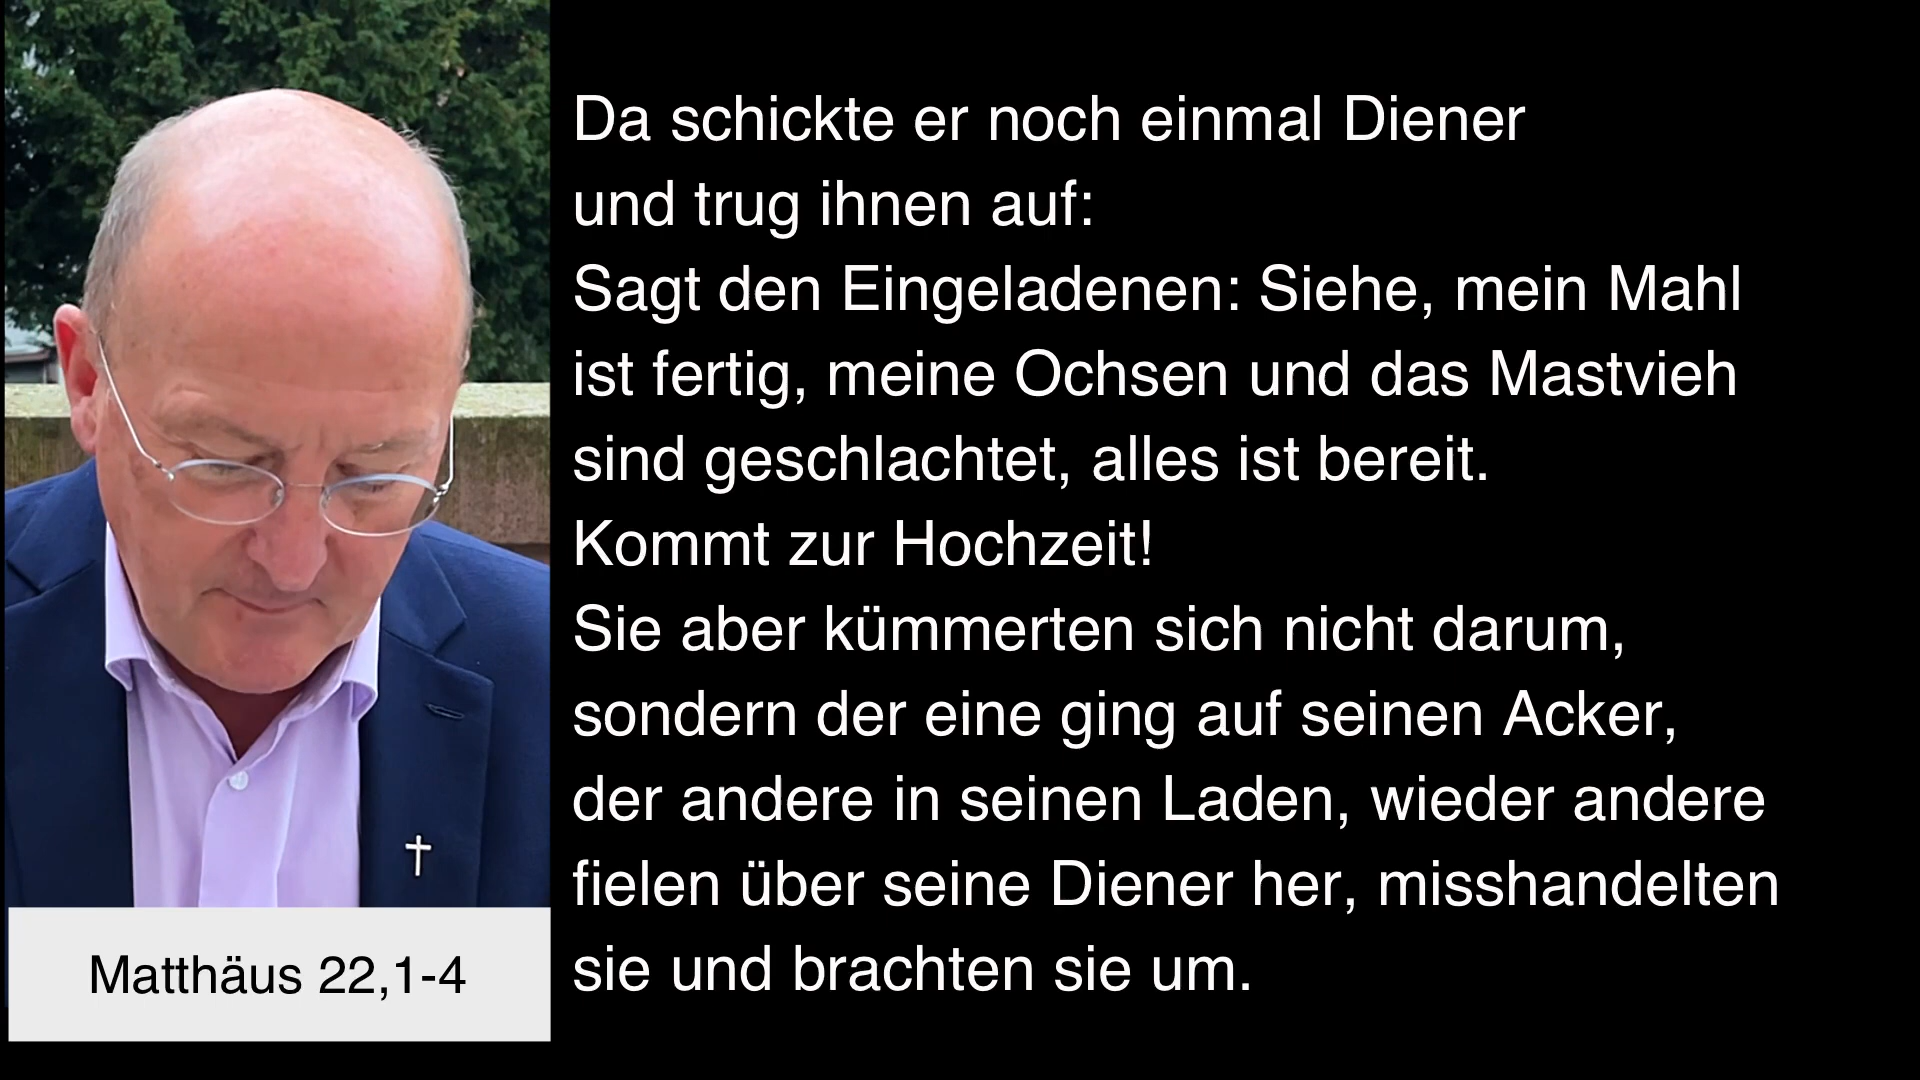 Da schickte er noch einmal Diener
und trug ihnen auf:
Sagt den Eingeladenen: Siehe, mein Mahl
ist fertig, meine Ochsen und das Mastvieh
sind geschlachtet, alles ist bereit.
Kommt zur Hochzeit!
Sie aber kümmerten sich nicht darum,
sondern der eine ging auf seinen Acker,
der andere in seinen Laden, wieder andere
fielen über seine Diener her, misshandelten
sie und brachten sie um.
Matthäus 22,1-4